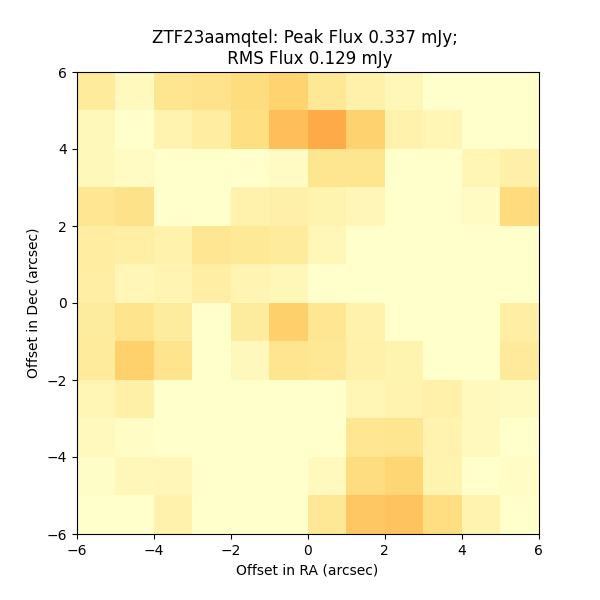 ZTF23aamqtel: Peak Flux 0.337 mJy;
RMS Flux 0.129 mJy
6
4
2
0
−2
−4
−6
Offset in Dec (arcsec)
−6 −4 −2 0 2 4 6
Offset in RA (arcsec)